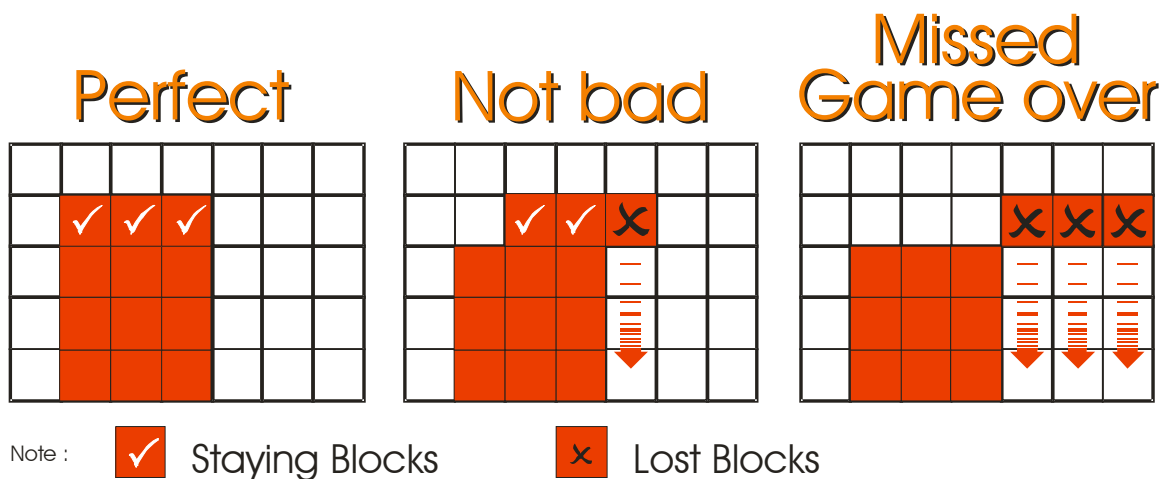 Perfect
Not bad
Missed
Game over
Note :
Staying Blocks
Lost Blocks